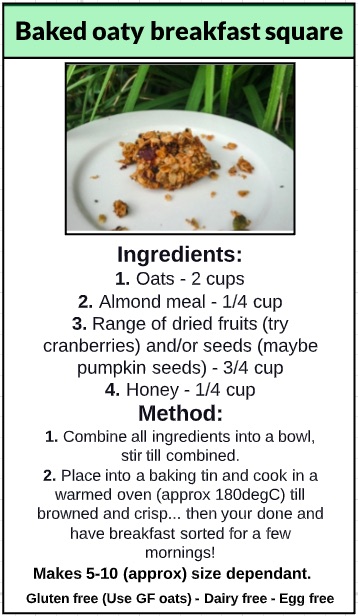 Baked oaty breakfast square
Ingredients:
1. Oats - 2 cups
2. Almond meal - 1/4 cup
3. Range of dried fruits (try
cranberries) and/or seeds (maybe
pumpkin seeds) - 3/4 cup
4. Honey - 1/4 cup
Method:
1. Combine all ingredients into a bowl,
stir till combined.
2. Place into a baking tin and cook in a
warmed oven (approx 180degC) till
browned and crisp... then your done and
have breakfast sorted for a few
mornings!
Makes 5-10 (approx) size dependant.
Gluten free (Use GF oats) - Dairy free - Egg free